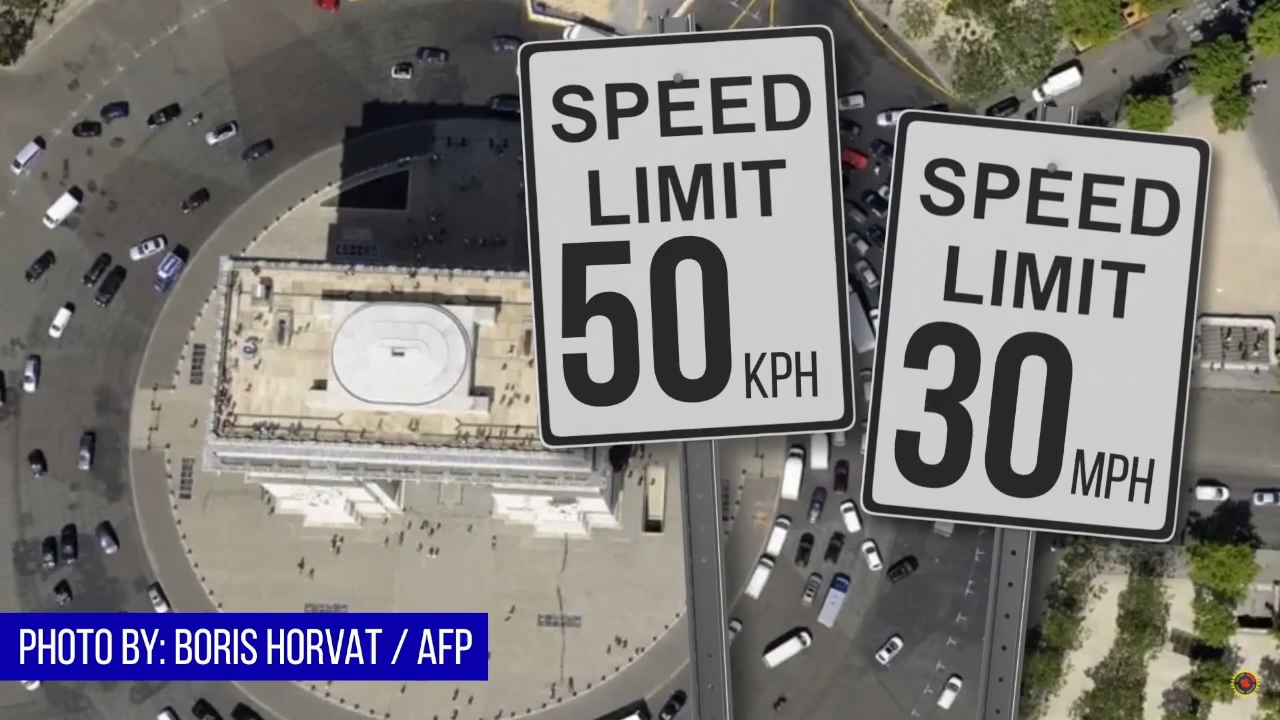 SPEED
LIMIT
50 KPH
SPEED
LIMIT
30 MPH
PHOTO BY: BORIS HORVAT / AFP